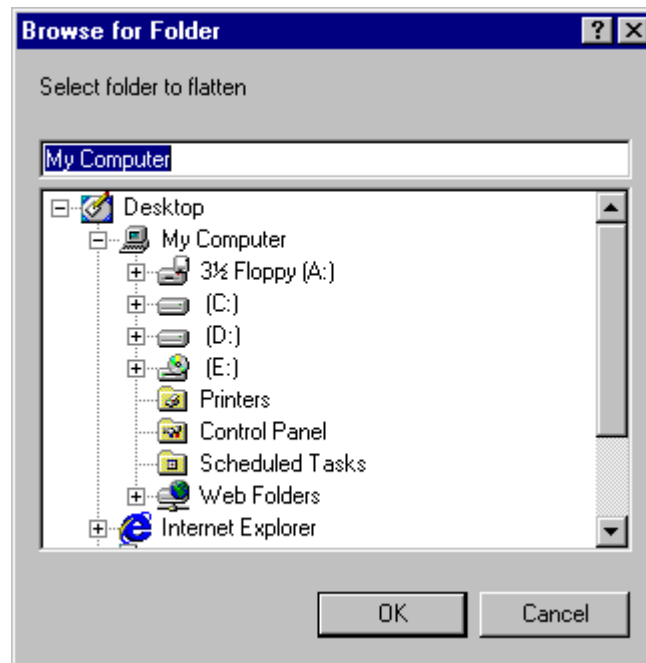 Browse for Folder
Select folder to flatten
My Computer
Desktop
My Computer
3½ Floppy (A:)
(C:)
(D:)
(E:)
Printers
Control Panel
Scheduled Tasks
Web Folders
Internet Explorer
OK Cancel